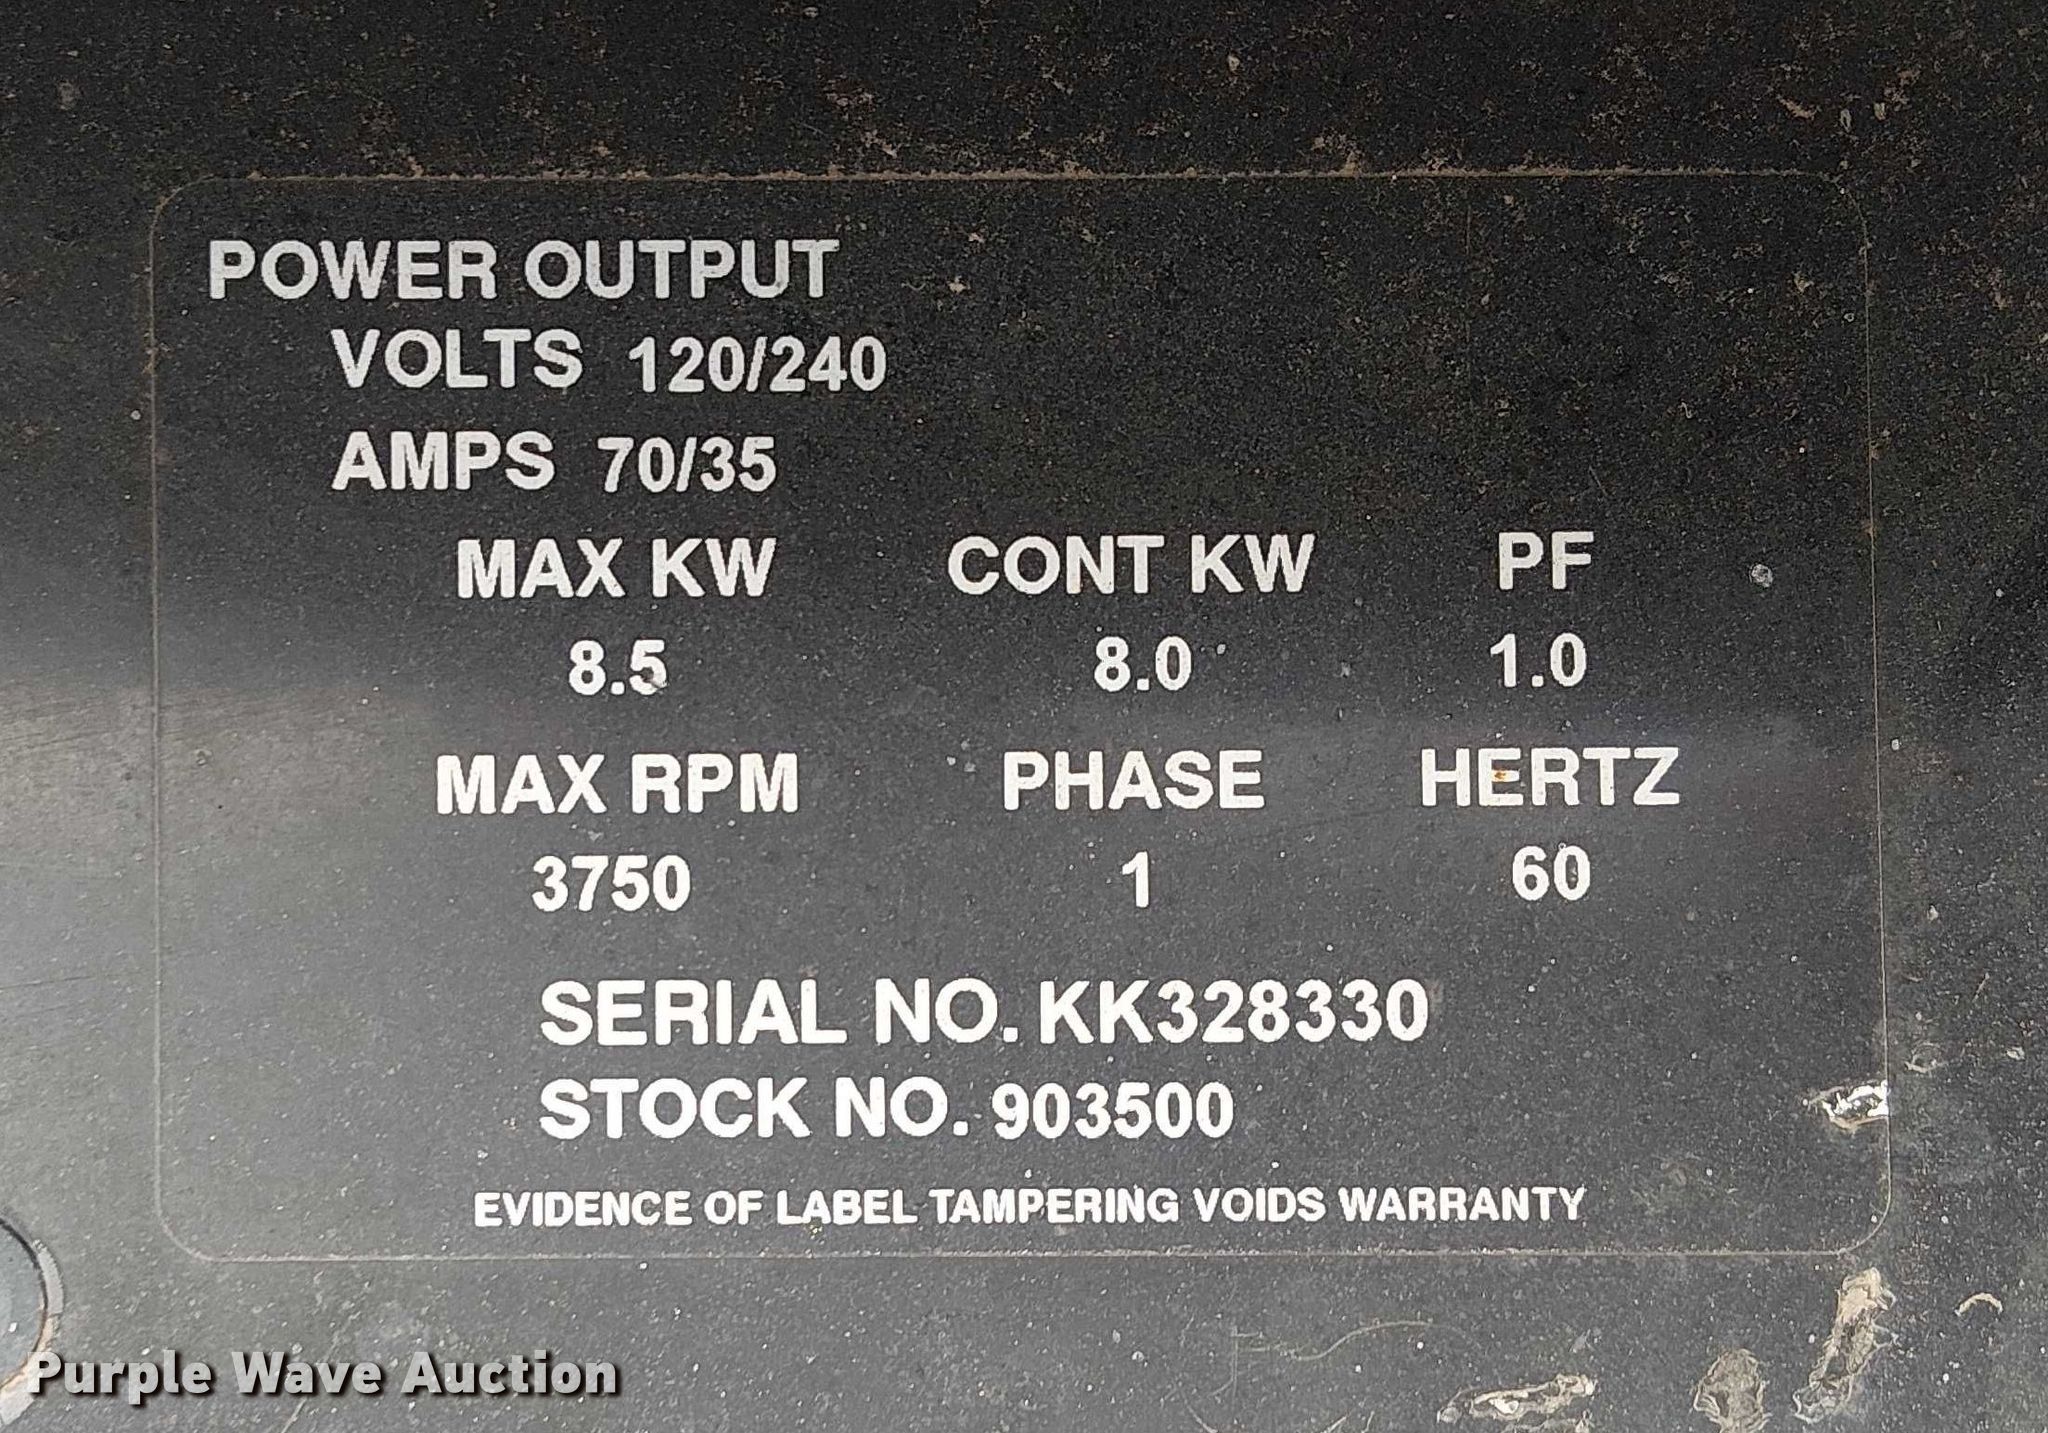 POWER OUTPUT
VOLTS 120/240
AMPS 70/35
MAX KW CONT KW PF
8.5 8.0 1.0
MAX RPM PHASE HERTZ
3750 1 60
SERIAL NO. KK328330
STOCK NO. 903500
EVIDENCE OF LABEL TAMPERING VOIDS WARRANTY
Purple Wave Auction